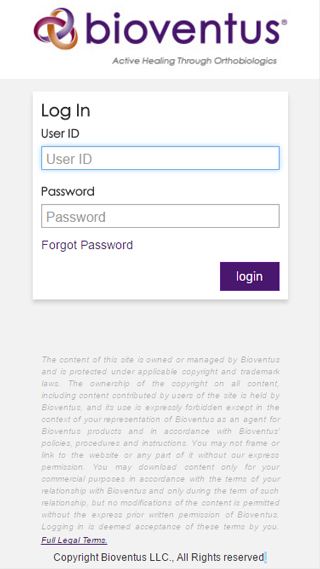 bioventus®
Active Healing Through Orthobiologics
Log In
User ID
User ID
Password
Password
Forgot Password
login
The content of this site is owned or managed by Bioventus
and is protected under applicable copyright and trademark
laws. The ownership of the copyright on all content,
including content contributed by users of the site is held by
Bioventus, and its use is expressly forbidden except in the
context of your representation of Bioventus as an agent for
Bioventus products and in accordance with Bioventus'
policies, procedures and instructions. You may not frame or
link to the website or any part of it without our express
permission. You may download content only for your
commercial purposes in accordance with the terms of your
relationship with Bioventus and only during the term of such
relationship, but no modifications of the content is permitted
without the express prior written permission of Bioventus.
Logging in is deemed acceptance of these terms by you.
Full Legal Terms.
Copyright Bioventus LLC., All Rights reserved